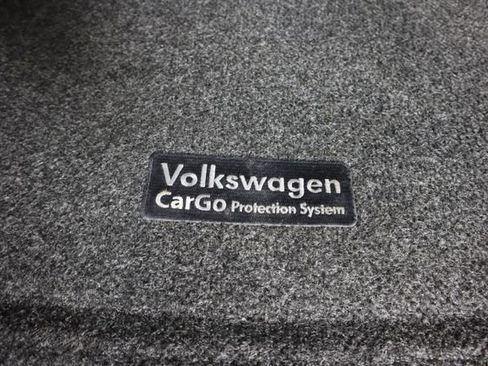 Volkswagen
CarGo Protection System